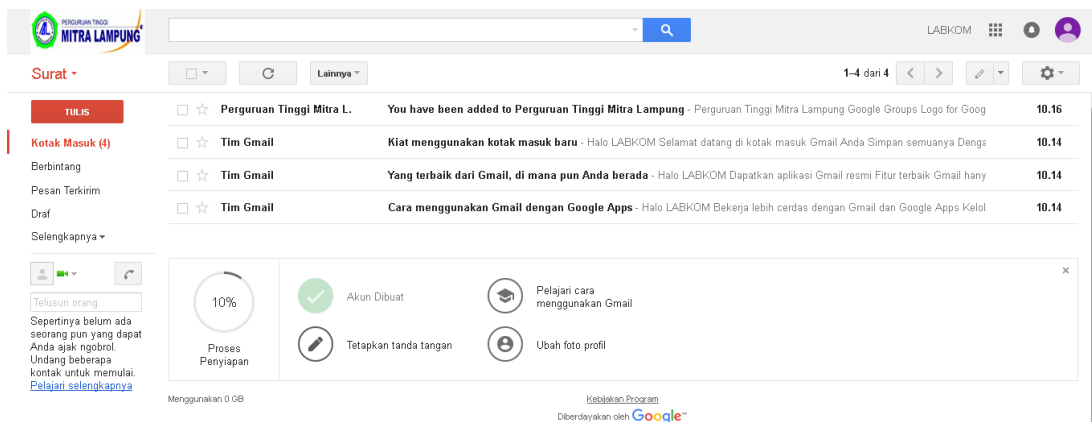 PERGURUAN TINGGI
MITRA LAMPUNG
LABKOM
Surat
Lainnya
1–4 dari 4
TULIS
Kotak Masuk (4)
Berbintang
Pesan Terkirim
Draf
Selengkapnya
Perguruan Tinggi Mitra L. You have been added to Perguruan Tinggi Mitra Lampung - Perguruan Tinggi Mitra Lampung Google Groups Logo for Goog 10.16
Tim Gmail Kiat menggunakan kotak masuk baru - Halo LABKOM Selamat datang di kotak masuk Gmail Anda Simpan semuanya Denga 10.14
Tim Gmail Yang terbaik dari Gmail, di mana pun Anda berada - Halo LABKOM Dapatkan aplikasi Gmail resmi Fitur terbaik Gmail hany 10.14
Tim Gmail Cara menggunakan Gmail dengan Google Apps - Halo LABKOM Bekerja lebih cerdas dengan Gmail dan Google Apps Kelol 10.14
Telusuri orang...
Sepertinya belum ada
seorang pun yang dapat
Anda ajak ngobrol.
Undang beberapa
kontak untuk memulai.
Pelajari selengkapnya
10%
Proses
Penyiapan
Akun Dibuat
Pelajari cara
menggunakan Gmail
Tetapkan tanda tangan
Ubah foto profil
Menggunakan 0 GB
Kebijakan Program
Diberdayakan oleh Google™